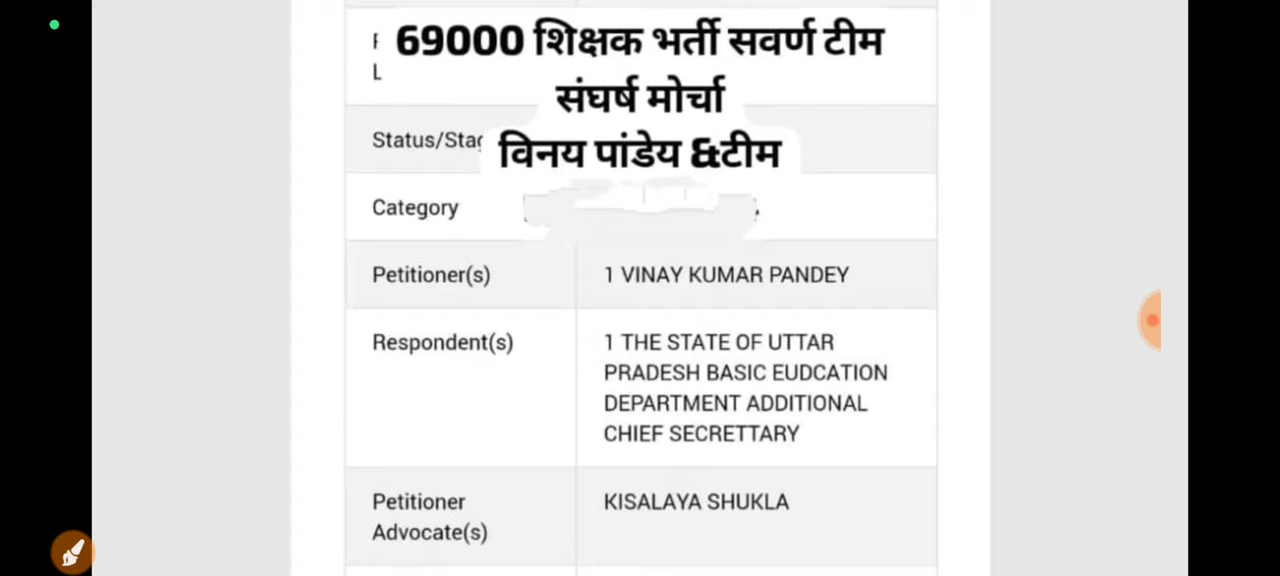 69000 शिक्षक भर्ती सवर्ण टीम
संघर्ष मोर्चा
विनय पांडेय &टीम
L
Category
Petitioner(s) 1 VINAY KUMAR PANDEY
Respondent(s) 1 THE STATE OF UTTAR
PRADESH BASIC EUDCATION
DEPARTMENT ADDITIONAL
CHIEF SECRETTARY
Petitioner KISALAYA SHUKLA
Advocate(s)